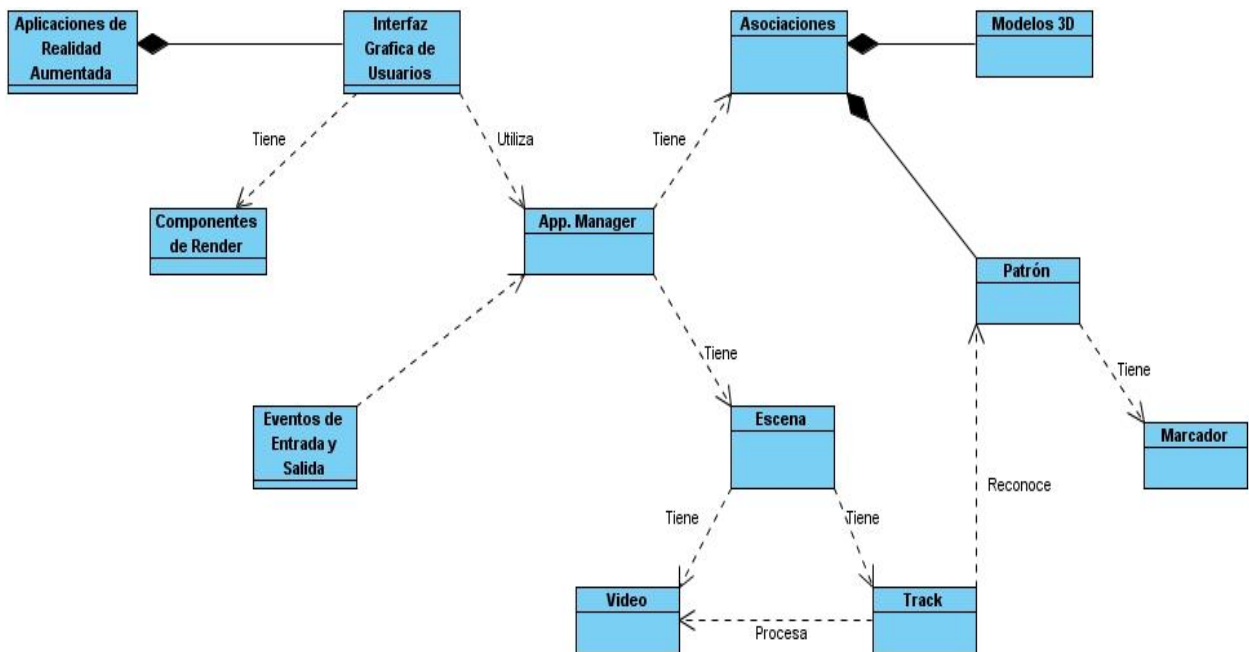 Aplicaciones de
Realidad
Aumentada
Interfaz
Grafica de
Usuarios
Asociaciones
Modelos 3D
Tiene
Utiliza
Tiene
Componentes
de Render
App. Manager
Patrón
Tiene
Tiene
Eventos de
Entrada y
Salida
Escena
Marcador
Reconoce
Tiene
Tiene
Video
Track
Procesa